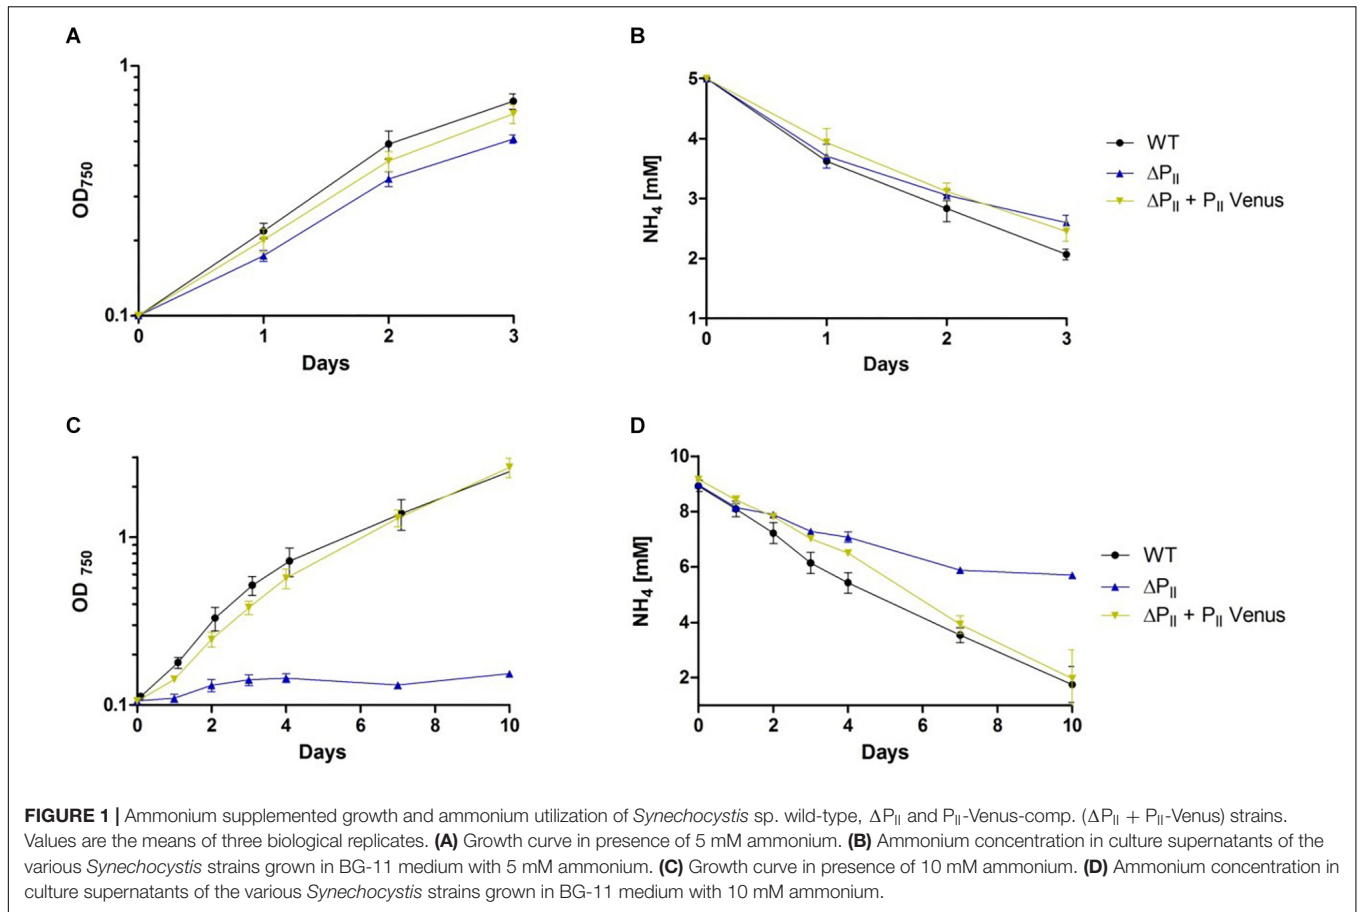 A
1
0.1
OD750
0
1
2
3
Days
B
5
4
3
2
1
NH4 [mM]
0
1
2
3
Days
WT
ΔPII
ΔPII + PII Venus
C
1
0.1
OD 750
0
2
4
6
8
10
Days
D
10
8
6
4
2
NH4 [mM]
0
2
4
6
8
10
Days
WT
ΔPII
ΔPII + PII Venus
FIGURE 1 | Ammonium supplemented growth and ammonium utilization of Synechocystis sp. wild-type, ΔPII and PII-Venus-comp. (ΔPII + PII-Venus) strains.
Values are the means of three biological replicates. (A) Growth curve in presence of 5 mM ammonium. (B) Ammonium concentration in culture supernatants of the
various Synechocystis strains grown in BG-11 medium with 5 mM ammonium. (C) Growth curve in presence of 10 mM ammonium. (D) Ammonium concentration in
culture supernatants of the various Synechocystis strains grown in BG-11 medium with 10 mM ammonium.